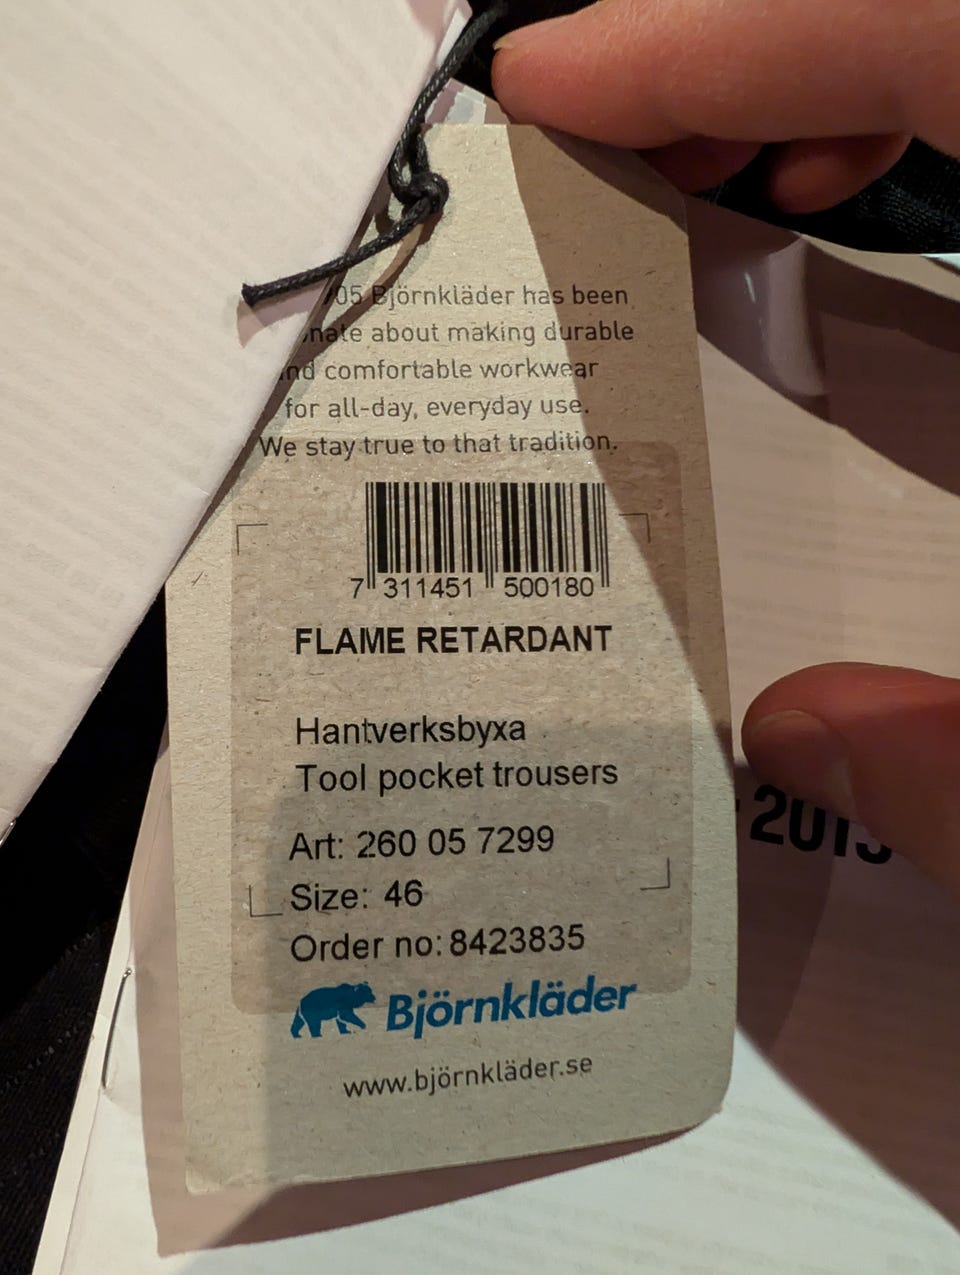 05 Björnkläder has been
about making durable
comfortable workwear
for all-day, everyday use.
We stay true to that tradition.
7 311451 500180
FLAME RETARDANT
Hantverksbyxa
Tool pocket trousers
Art: 260 05 7299
Size: 46
Order no: 8423835
Björnkläder
www.björnkläder.se